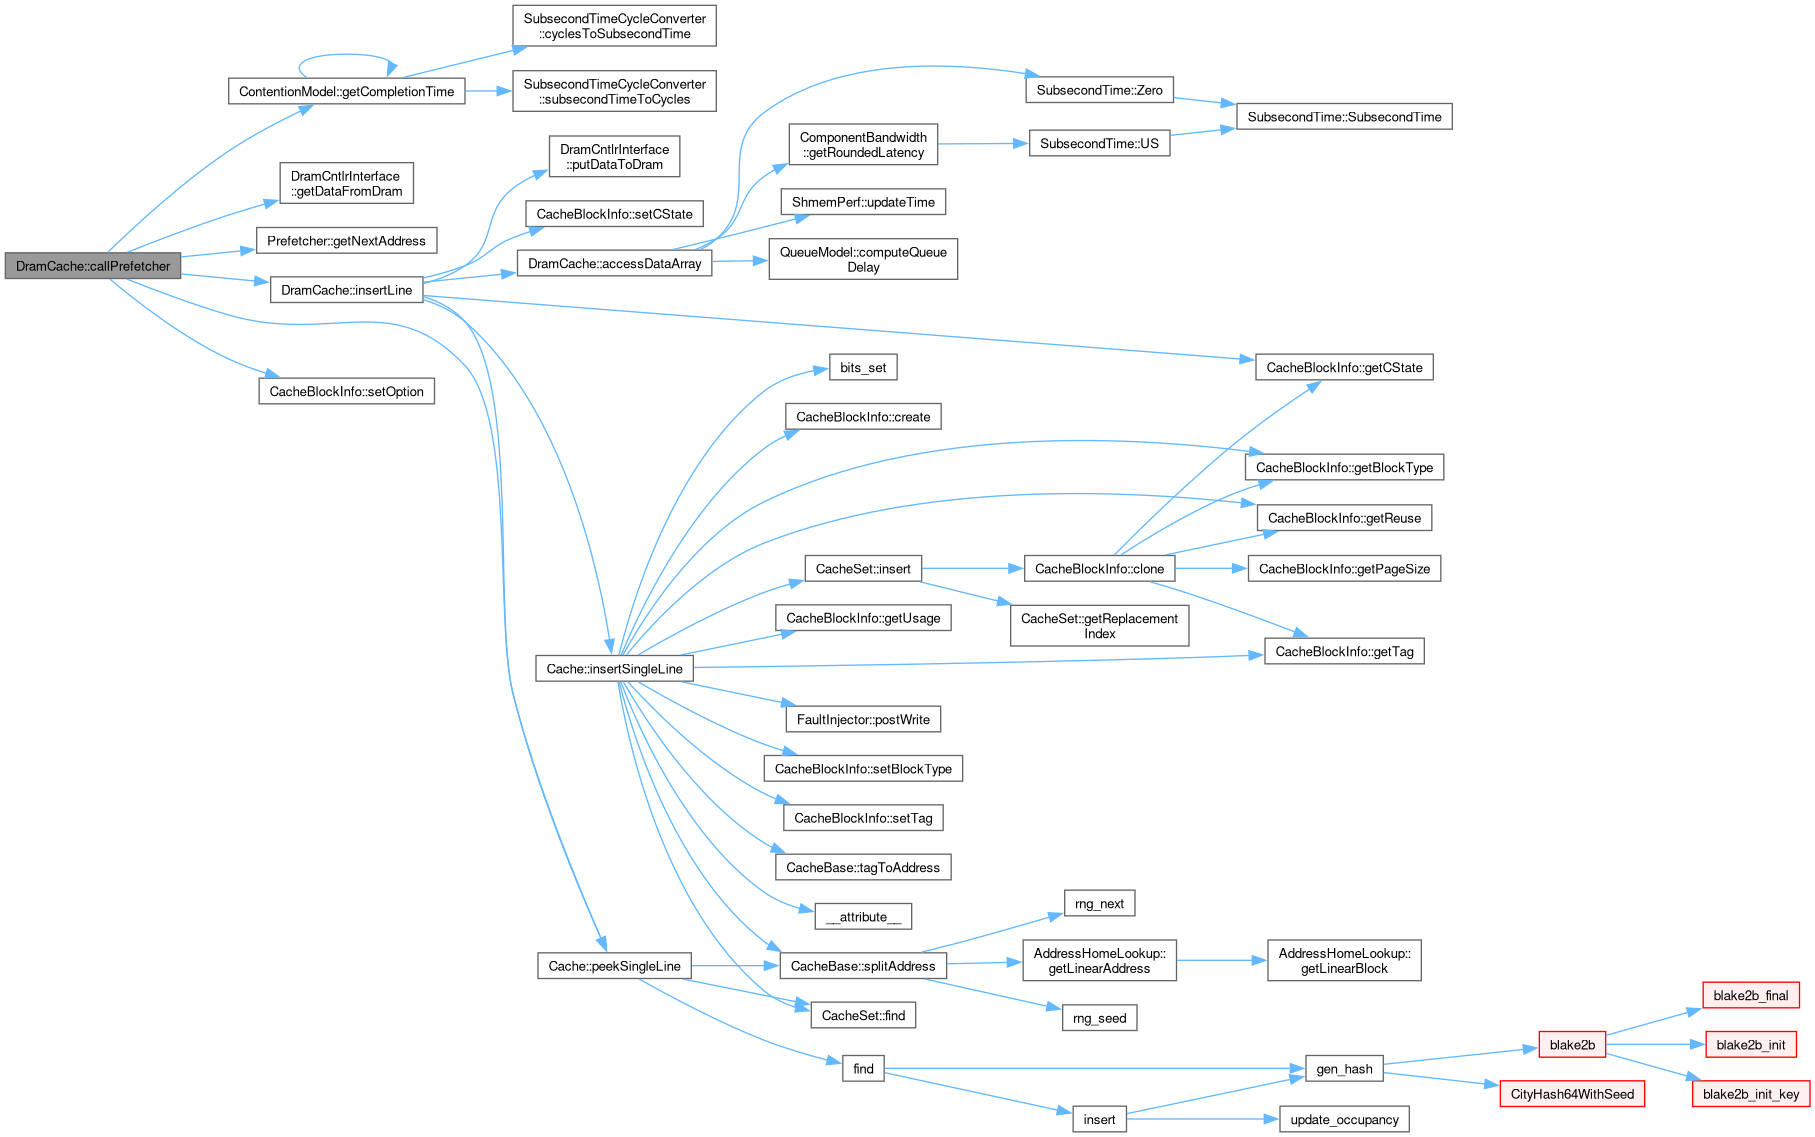 SubsecondTimeCycleConverter
::cyclesToSubsecondTime
ContentionModel::getCompletionTime
SubsecondTimeCycleConverter
::subsecondTimeToCycles
SubsecondTime::Zero
SubsecondTime::SubsecondTime
ComponentBandwidth
::getRoundedLatency
SubsecondTime::US
DramCntlrInterface
::putDataToDram
DramCntlrInterface
::getDataFromDram
ShmemPerf::updateTime
CacheBlockInfo::setCState
Prefetcher::getNextAddress
DramCache::callPrefetcher
DramCache::accessDataArray
QueueModel::computeQueue
Delay
DramCache::insertLine
bits_set
CacheBlockInfo::getCState
CacheBlockInfo::setOption
CacheBlockInfo::create
CacheBlockInfo::getBlockType
CacheBlockInfo::getReuse
CacheSet::insert
CacheBlockInfo::clone
CacheBlockInfo::getPageSize
CacheBlockInfo::getUsage
CacheSet::getReplacement
Index
CacheBlockInfo::getTag
Cache::insertSingleLine
FaultInjector::postWrite
CacheBlockInfo::setBlockType
CacheBlockInfo::setTag
CacheBase::tagToAddress
__attribute__
rng_next
Cache::peekSingleLine
CacheBase::splitAddress
AddressHomeLookup::
getLinearAddress
AddressHomeLookup::
getLinearBlock
CacheSet::find
rng_seed
blake2b_final
blake2b
blake2b_init
find
gen_hash
CityHash64WithSeed
blake2b_init_key
insert
update_occupancy